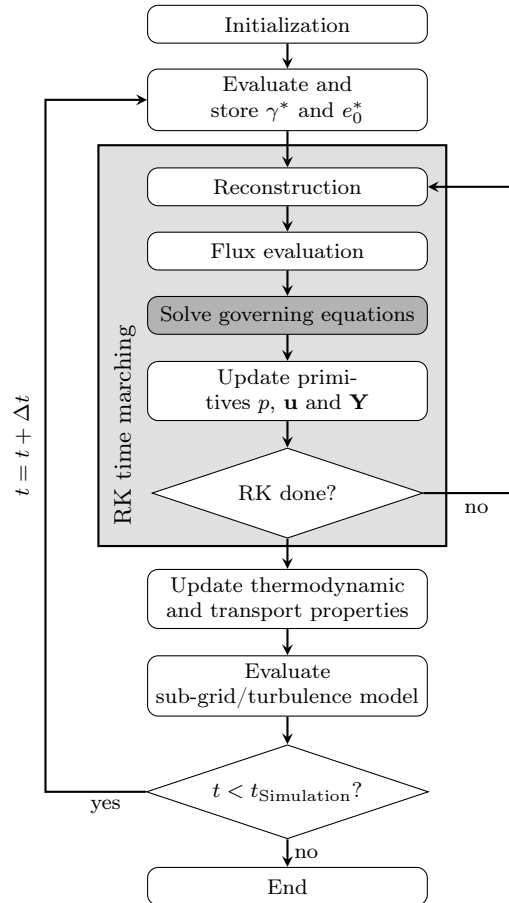 Initialization
Evaluate and
store γ* and e₀*
Reconstruction
Flux evaluation
Solve governing equations
Update primi-
tives p, u and Y
RK done?
no
RK time marching
t = t + Δt
Update thermodynamic
and transport properties
Evaluate
sub-grid/turbulence model
t < t_Simulation?
yes
no
End